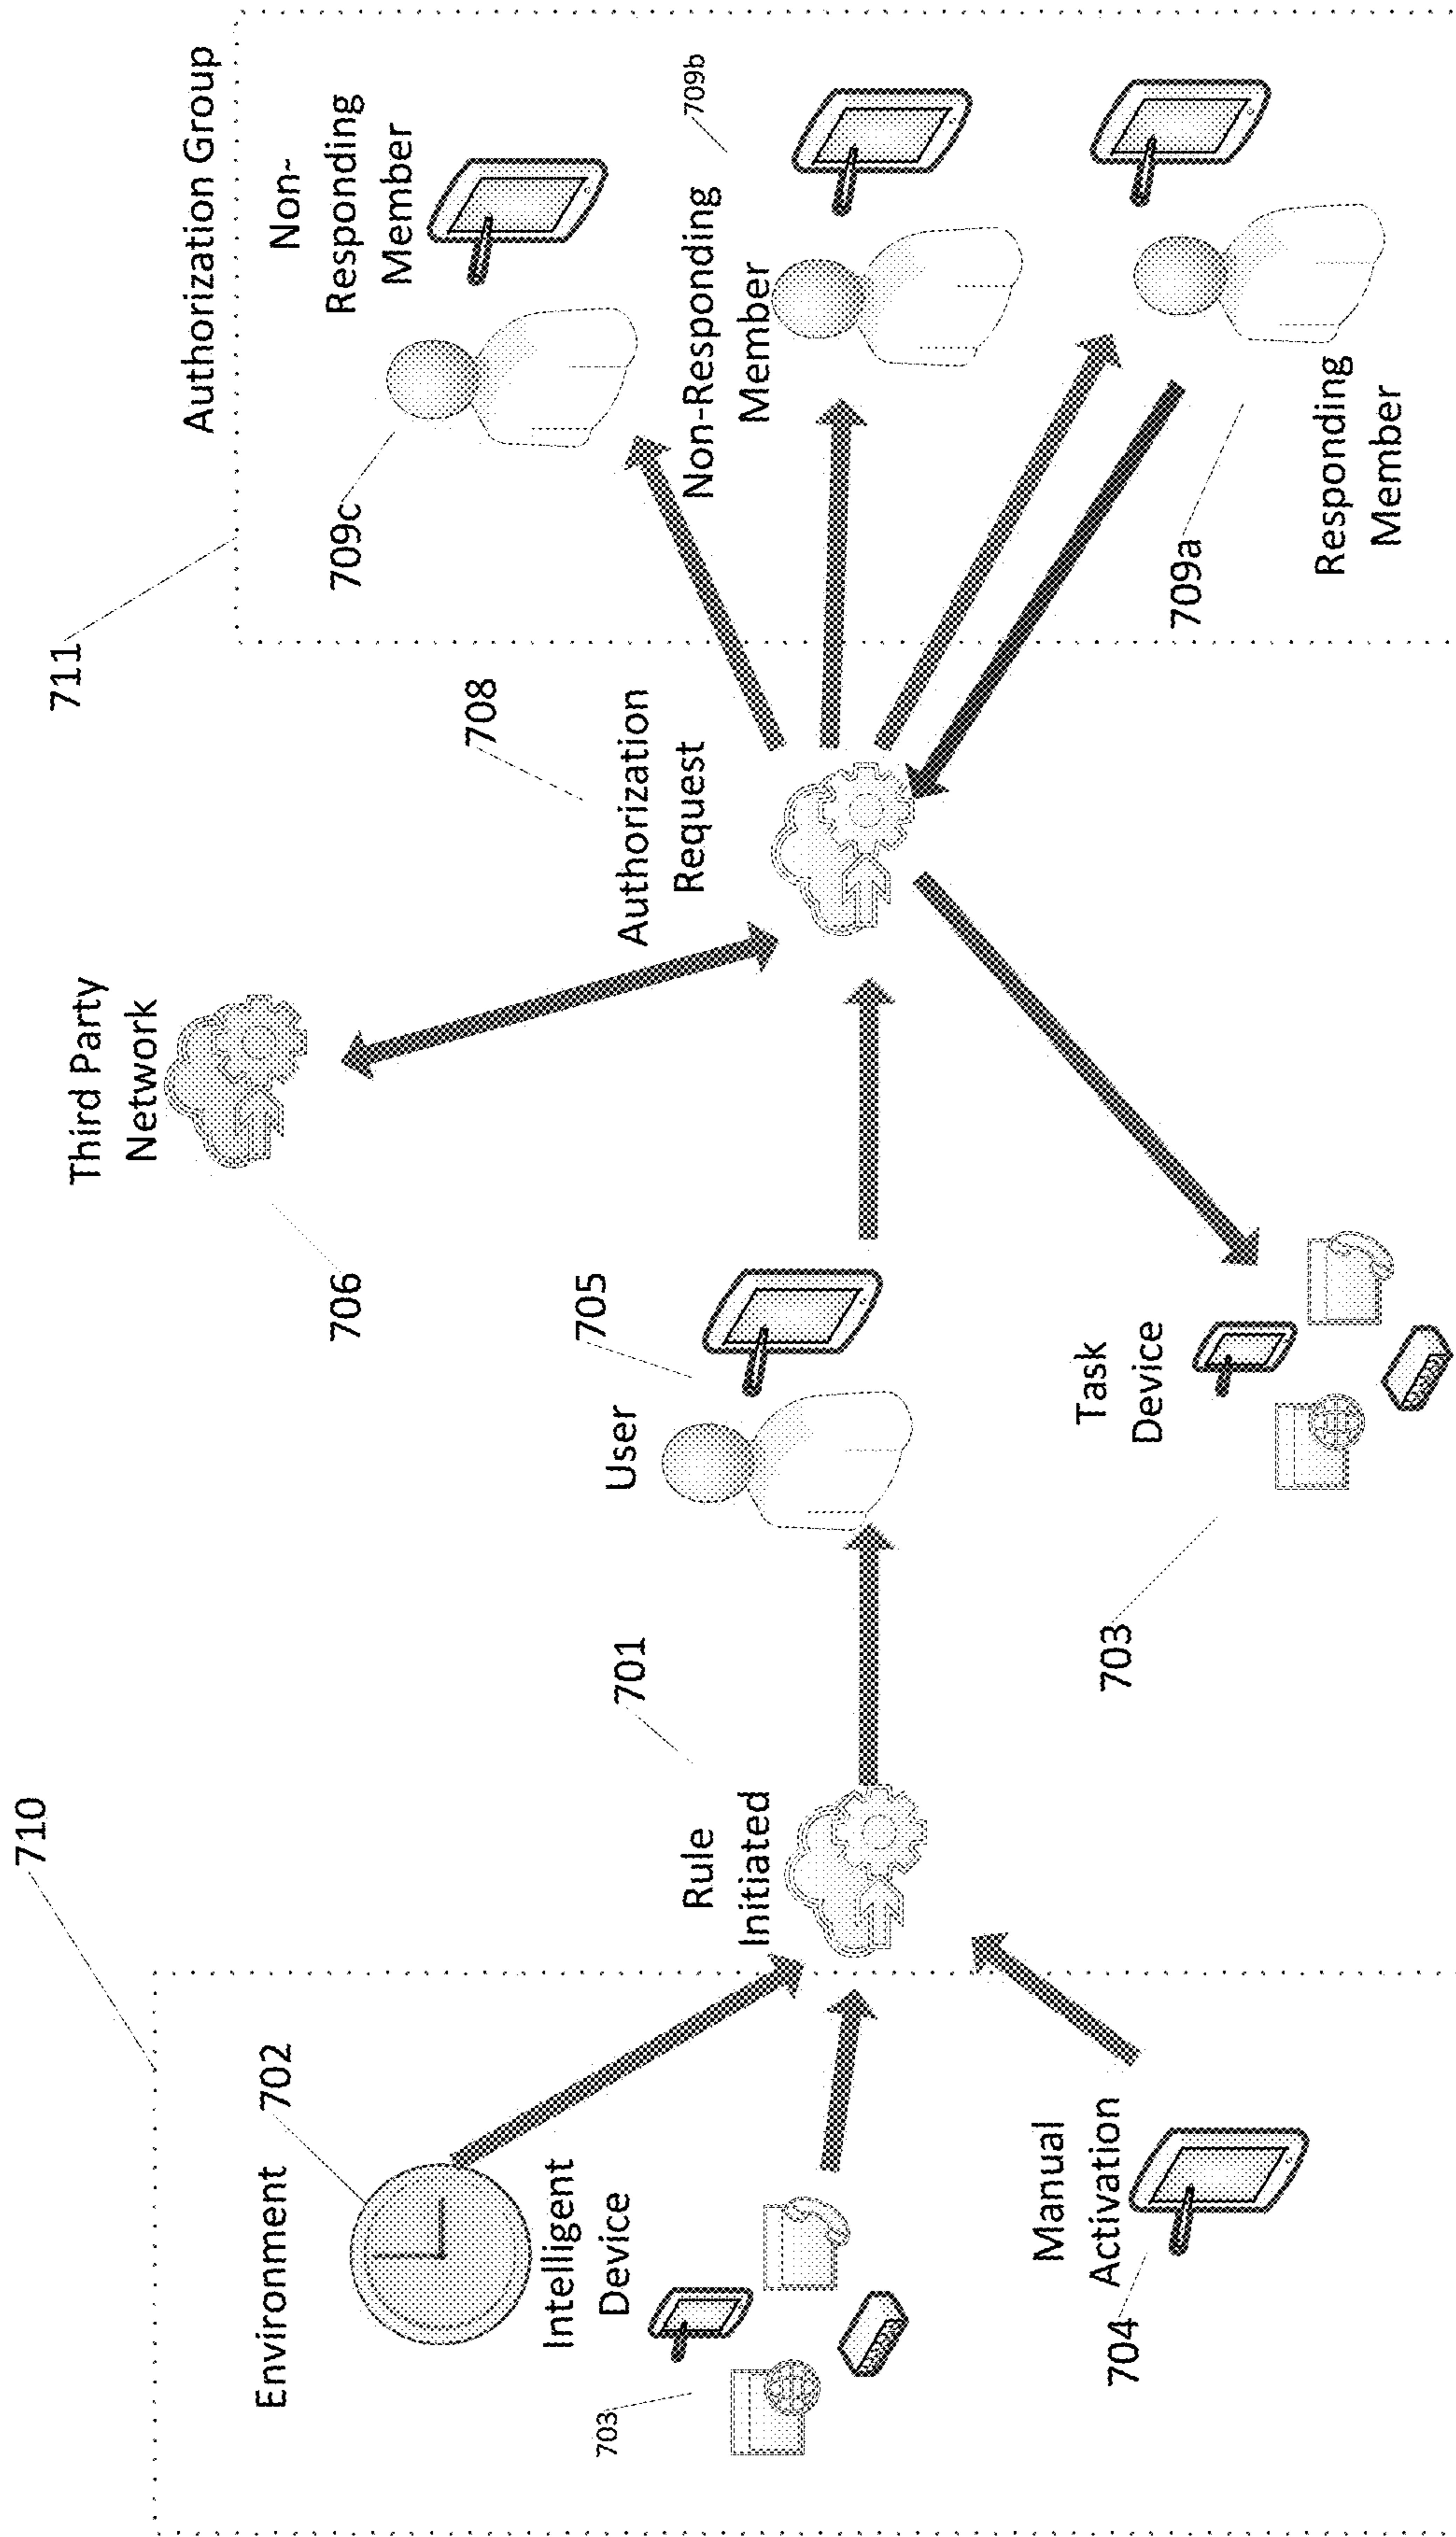 710
Environment
702
Intelligent
Device
703
Manual
Activation
704
Rule
Initiated
701
User
705
Third Party
Network
706
Task
Device
703
Authorization
Request
708
711
Authorization Group
Non-
Responding
Member
709c
Non-Responding
Member
709b
709a
Responding
Member